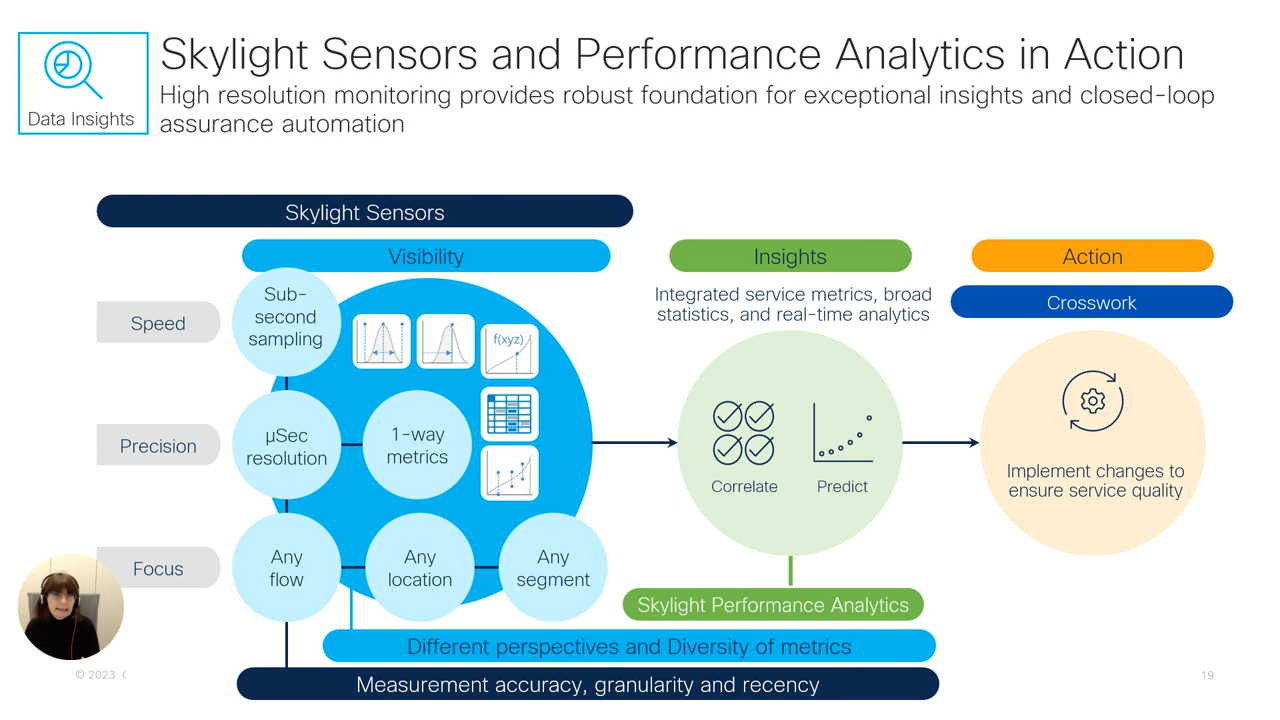 Skylight Sensors and Performance Analytics in Action
High resolution monitoring provides robust foundation for exceptional insights and closed-loop
assurance automation
Data Insights
Skylight Sensors
Visibility
Insights
Action
Integrated service metrics, broad
statistics, and real-time analytics
Crosswork
Speed
Sub-
second
sampling
f(xyz)
Precision
µSec
resolution
1-way
metrics
Correlate
Predict
Implement changes to
ensure service quality
Focus
Any
flow
Any
location
Any
segment
Skylight Performance Analytics
Different perspectives and Diversity of metrics
Measurement accuracy, granularity and recency
© 2023
19